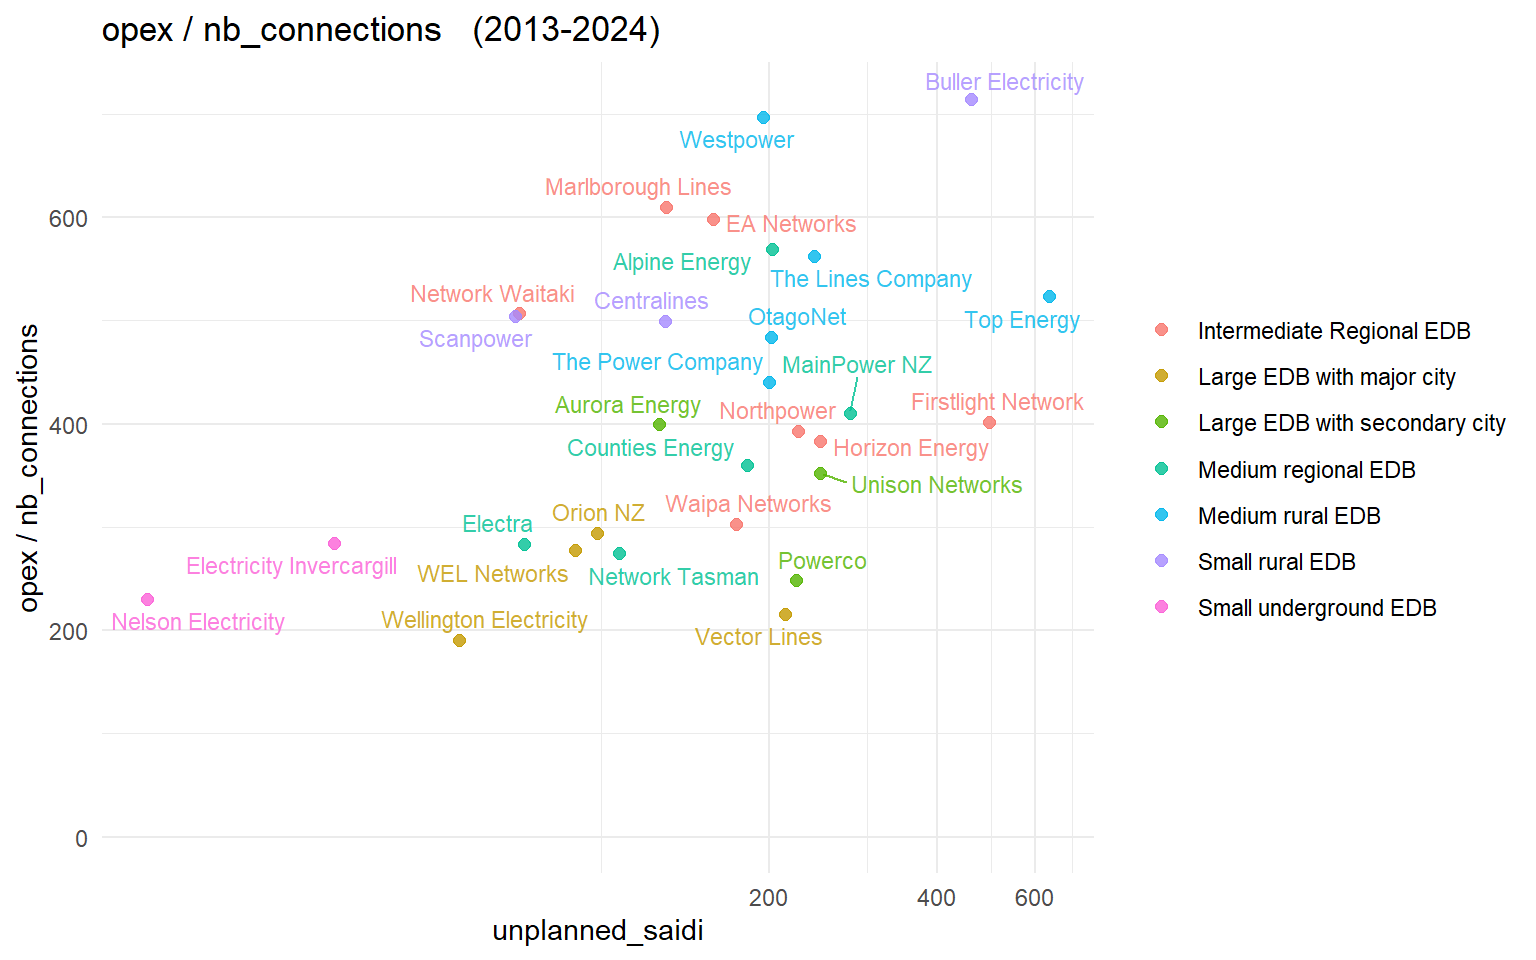 opex / nb_connections (2013-2024)
Buller Electricity
Westpower
Marlborough Lines
EA Networks
Alpine Energy
The Lines Company
Network Waitaki
Centralines
OtagoNet
Top Energy
Scanpower
The Power Company
MainPower NZ
Aurora Energy
Northpower
Firstlight Network
Counties Energy
Horizon Energy
Unison Networks
Waipa Networks
Orion NZ
Electra
Electricity Invercargill
WEL Networks
Network Tasman
Powerco
Nelson Electricity
Wellington Electricity
Vector Lines
600
400
200
0
opex / nb_connections
200
400
600
unplanned_saidi
Intermediate Regional EDB
Large EDB with major city
Large EDB with secondary city
Medium regional EDB
Medium rural EDB
Small rural EDB
Small underground EDB